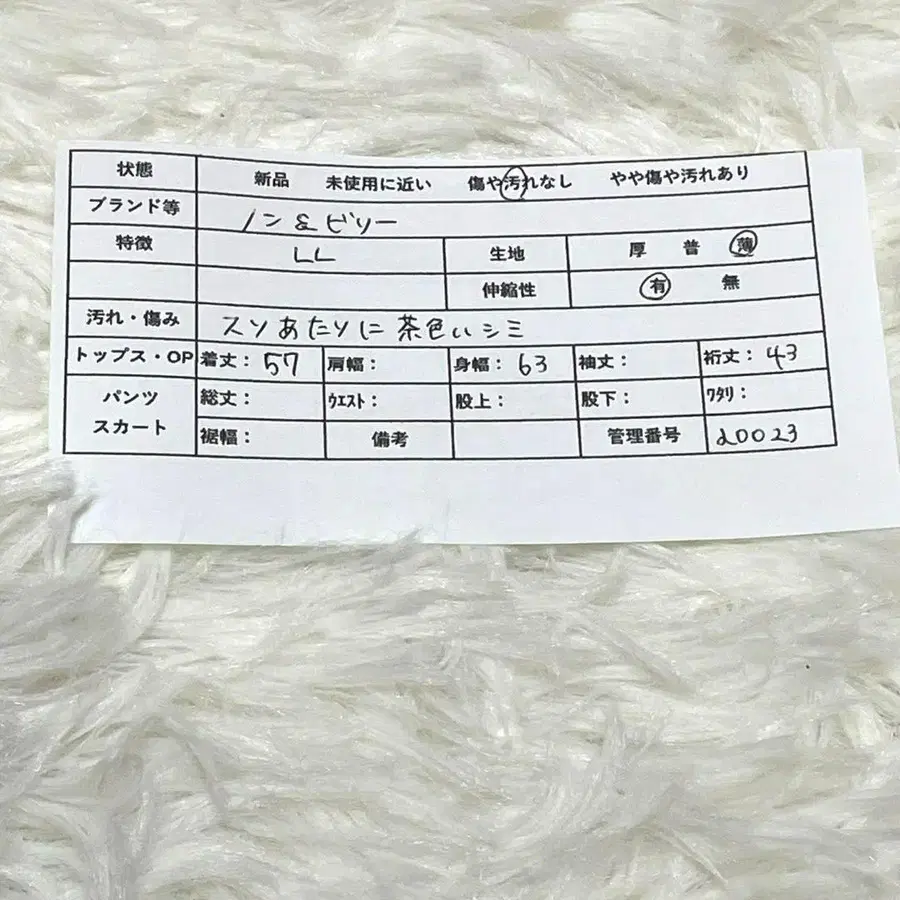 状態 新品 未使用に近い 傷や汚れなし やや傷や汚れあり
ブランド等 ノン&ビリー
特徴 LL 生地 厚 普 薄
伸縮性 有 無
汚れ・傷み スソあたりに茶色いシミ
トップス・OP 着丈:57 肩幅: 身幅:63 袖丈: 裄丈:43
パンツ スカート 総丈: ウエスト: 股上: 股下: ワタリ:
裾幅: 備考 管理番号 d0023